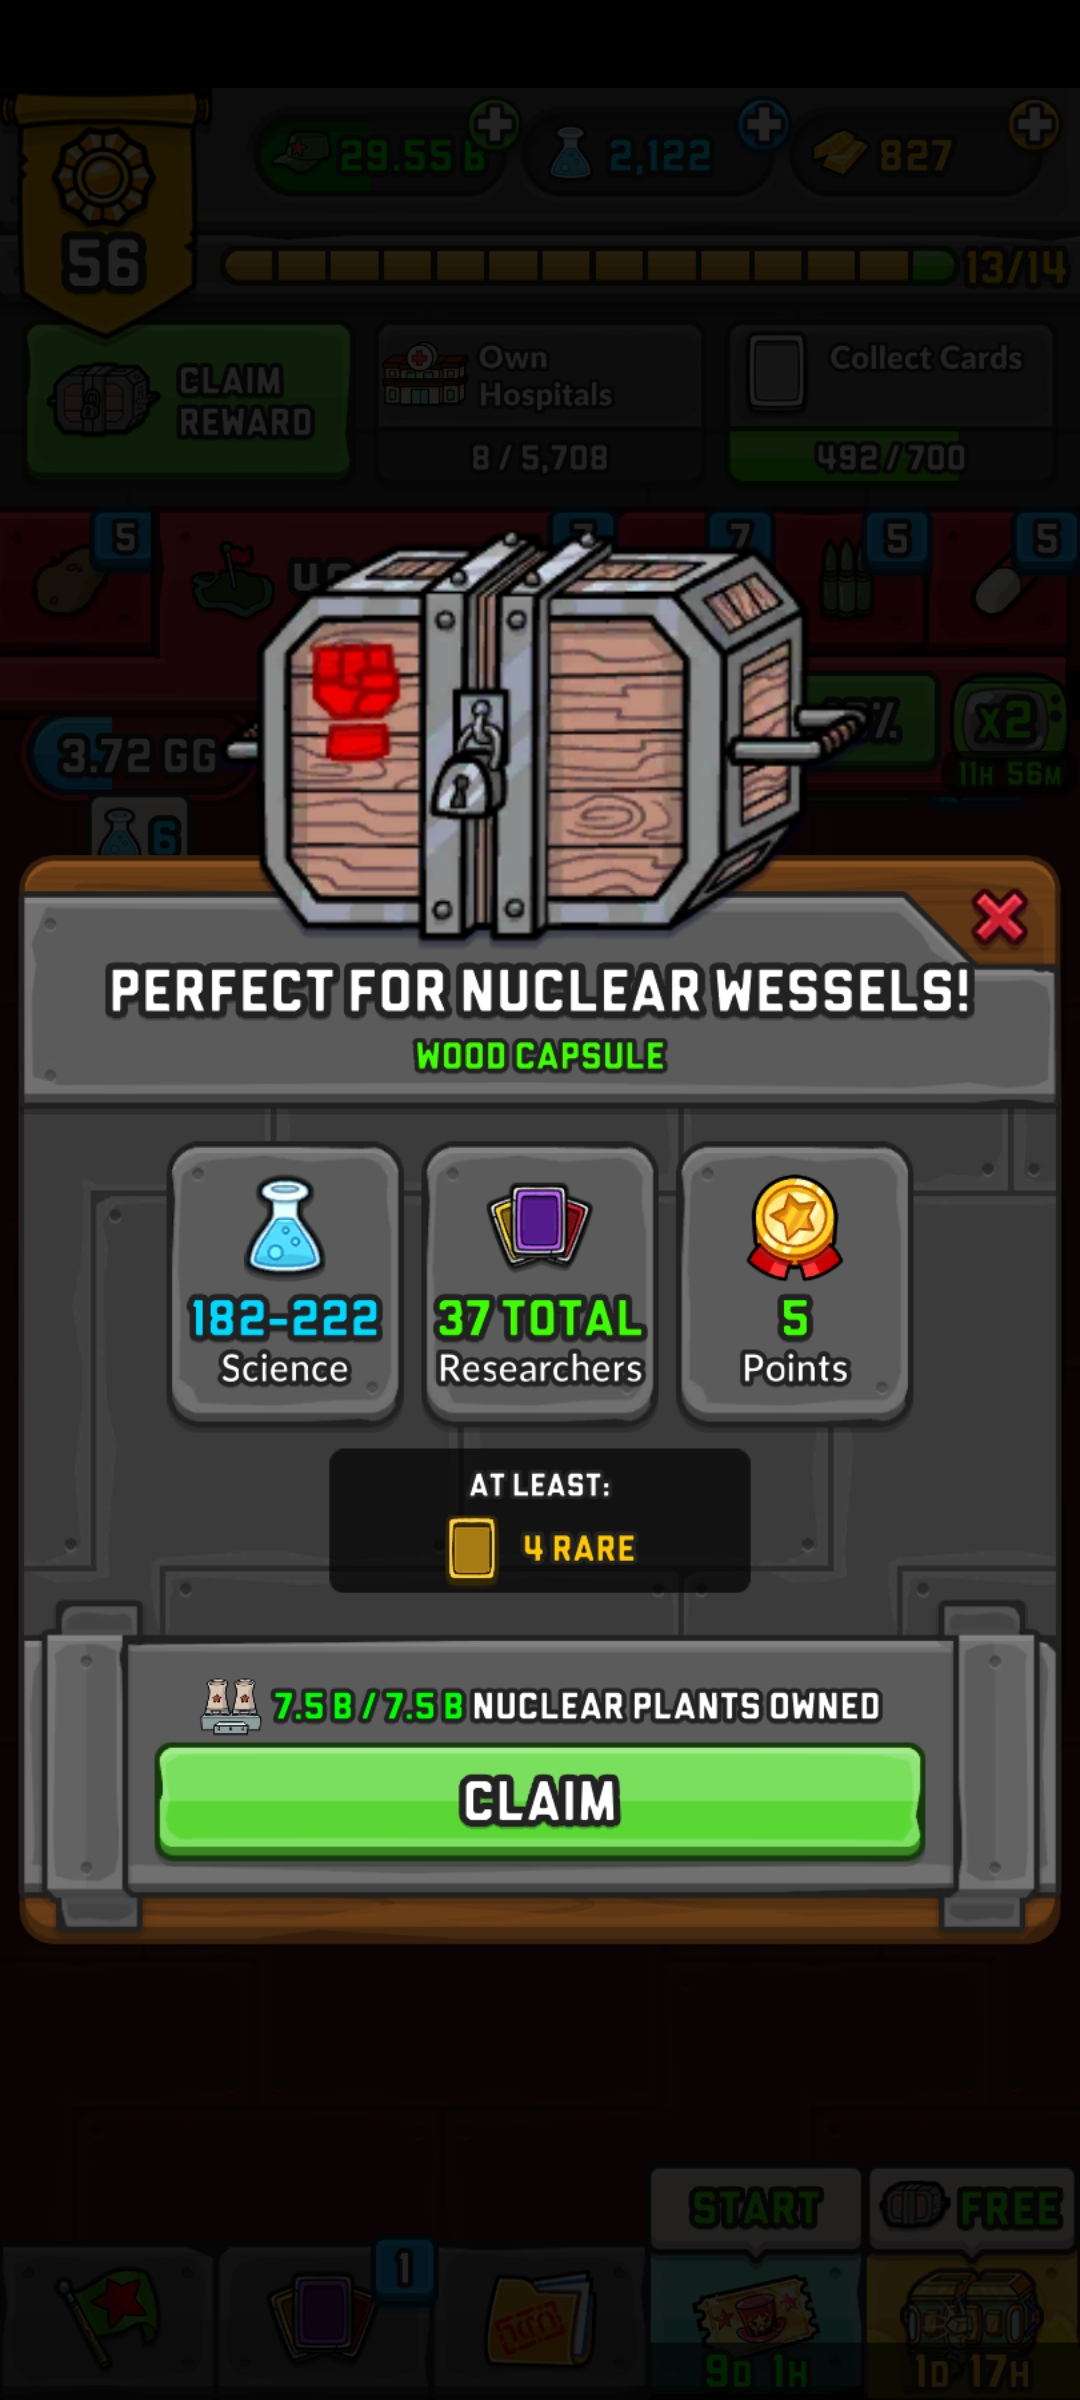 29.55 B
2,122
827
56
13/14
CLAIM
REWARD
Own
Hospitals
8 / 5,708
Collect Cards
492/700
5
7
7
5
5
3.72 GG
%
x2
11H 56M
6
PERFECT FOR NUCLEAR WESSELS!
WOOD CAPSULE
182-222
Science
37 TOTAL
Researchers
5
Points
AT LEAST:
4 RARE
7.5 B / 7.5 B NUCLEAR PLANTS OWNED
CLAIM
START
FREE
1
9D 1H
1D 17H